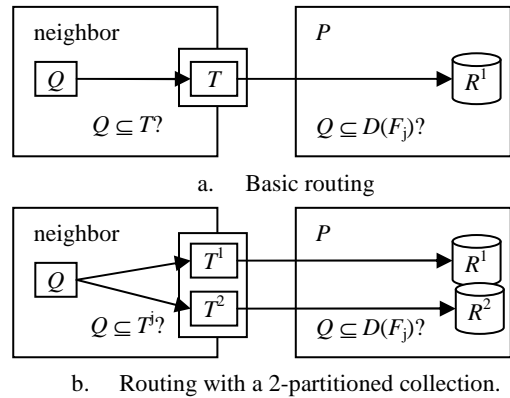 neighbor
P
Q
T
R¹
Q ⊆ T?
Q ⊆ D(Fⱼ)?
a. Basic routing
neighbor
P
T¹
R¹
Q
T²
R²
Q ⊆ Tʲ?
Q ⊆ D(Fⱼ)?
b. Routing with a 2-partitioned collection.